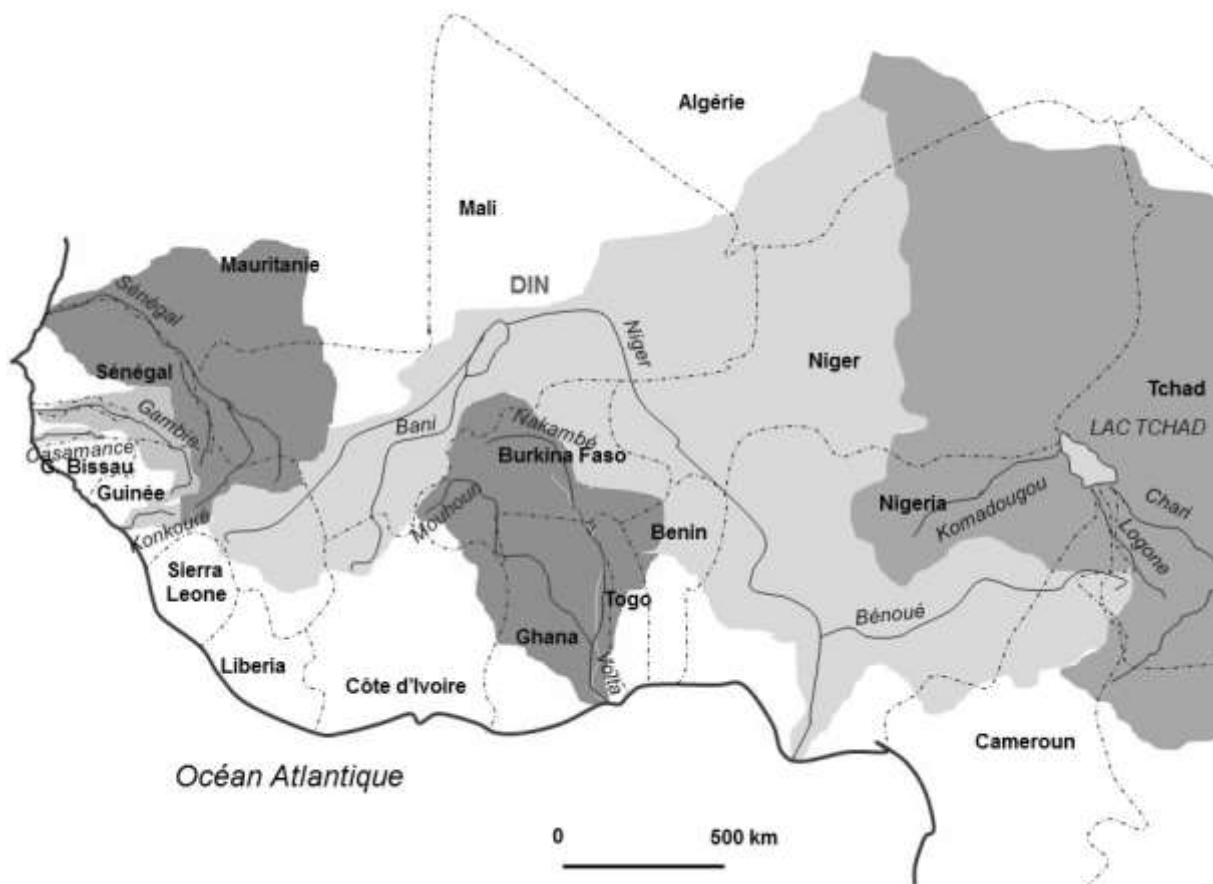 Algérie
Mali
Mauritanie
DIN
Sénégal
Niger
Niger
Sénégal
Tchad
Gambie
Bani
Nakambé
LAC TCHAD
Casamance
Burkina Faso
G. Bissau
Guinée
Mouhoun
Nigeria
Komadougou
Chari
Konkouré
Benin
Logone
Sierra
Leone
Togo
Bénoué
Ghana
Liberia
Volta
Côte d'Ivoire
Cameroun
Océan Atlantique
0 500 km